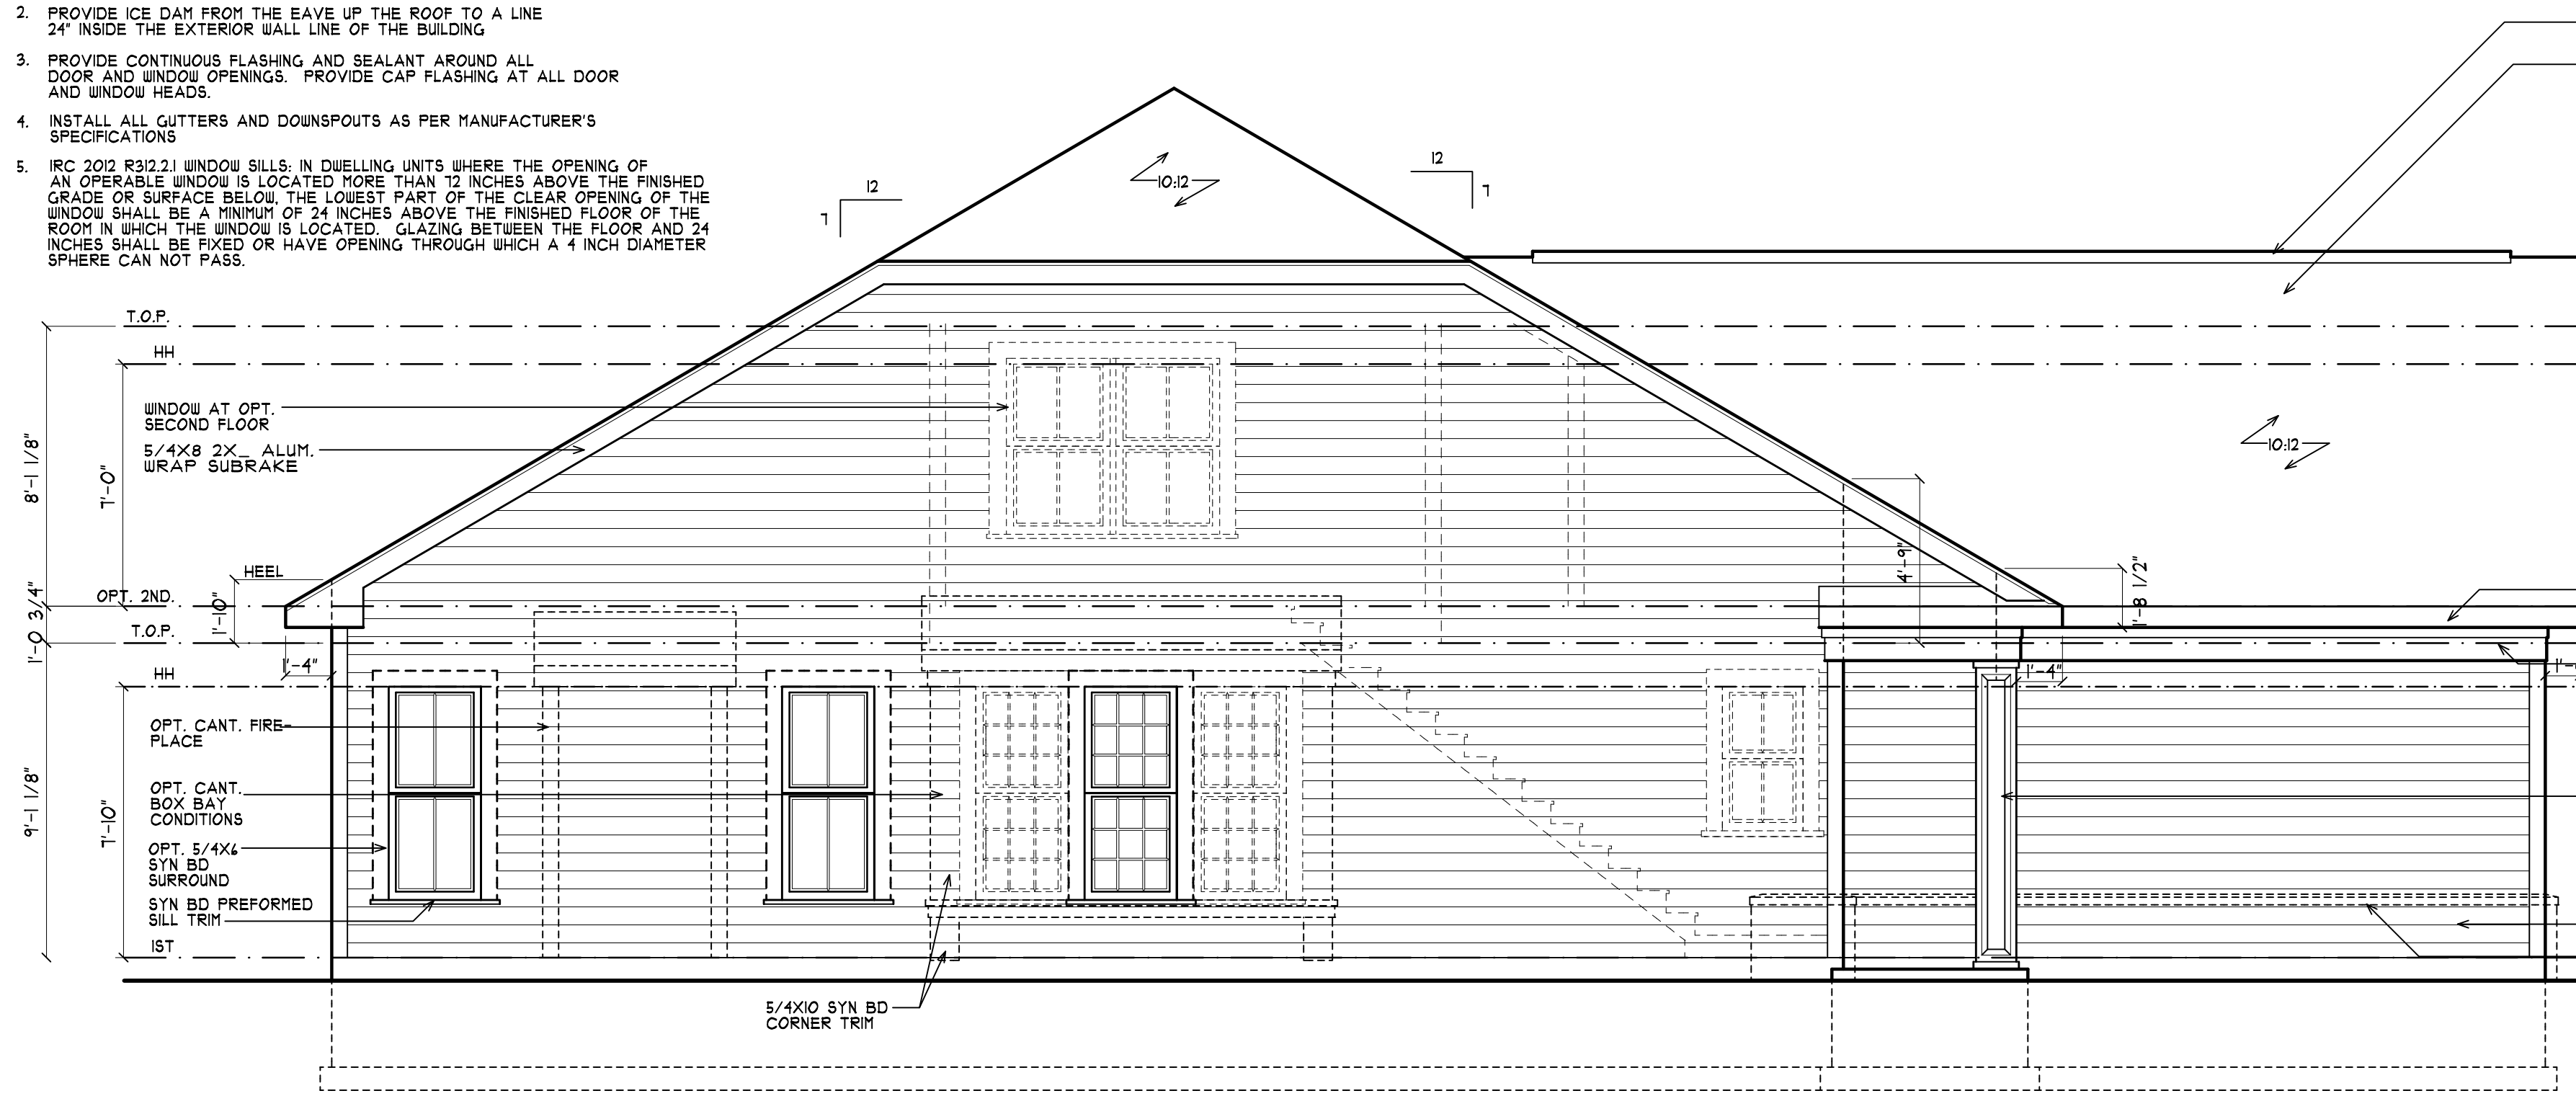 2. PROVIDE ICE DAM FROM THE EAVE UP THE ROOF TO A LINE
24" INSIDE THE EXTERIOR WALL LINE OF THE BUILDING
3. PROVIDE CONTINUOUS FLASHING AND SEALANT AROUND ALL
DOOR AND WINDOW OPENINGS. PROVIDE CAP FLASHING AT ALL DOOR
AND WINDOW HEADS.
4. INSTALL ALL GUTTERS AND DOWNSPOUTS AS PER MANUFACTURER'S
SPECIFICATIONS
5. IRC 2012 R312.2.1 WINDOW SILLS: IN DWELLING UNITS WHERE THE OPENING OF
AN OPERABLE WINDOW IS LOCATED MORE THAN 72 INCHES ABOVE THE FINISHED
GRADE OR SURFACE BELOW, THE LOWEST PART OF THE CLEAR OPENING OF THE
WINDOW SHALL BE A MINIMUM OF 24 INCHES ABOVE THE FINISHED FLOOR OF THE
ROOM IN WHICH THE WINDOW IS LOCATED. GLAZING BETWEEN THE FLOOR AND 24
INCHES SHALL BE FIXED OR HAVE OPENING THROUGH WHICH A 4 INCH DIAMETER
SPHERE CAN NOT PASS.
12
7
10:12
12
7
T.O.P.
HH
WINDOW AT OPT.
SECOND FLOOR
5/4X8 2X_ ALUM.
WRAP SUBRAKE
8'-1 1/8"
7'-0"
10:12
HEEL
OPT. 2ND.
1'-0 3/4"
1'-10"
T.O.P.
1'-4"
HH
4'-9"
1'-8 1/2"
1'-4"
OPT. CANT. FIRE-
PLACE
OPT. CANT.
BOX BAY
CONDITIONS
9'-1 1/8"
7'-10"
OPT. 5/4X6
SYN BD
SURROUND
SYN BD PREFORMED
SILL TRIM
1ST
5/4X10 SYN BD
CORNER TRIM